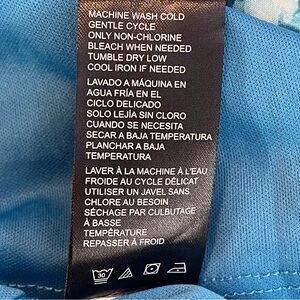 MACHINE WASH COLD
GENTLE CYCLE
ONLY NON-CHLORINE
BLEACH WHEN NEEDED
TUMBLE DRY LOW
COOL IRON IF NEEDED
LAVADO A MÁQUINA EN
AGUA FRÍA EN EL
CICLO DELICADO
SOLO LEJÍA SIN CLORO
CUANDO SE NECESITA
SECAR A BAJA TEMPERATURA
PLANCHAR A BAJA
TEMPERATURA
LAVER À LA MACHINE À L'EAU
FROIDE AU CYCLE DÉLICAT
UTILISER UN JAVEL SANS
CHLORE AU BESOIN
SÉCHAGE PAR CULBUTAGE
À BASSE
TEMPÉRATURE
REPASSER À FROID
30